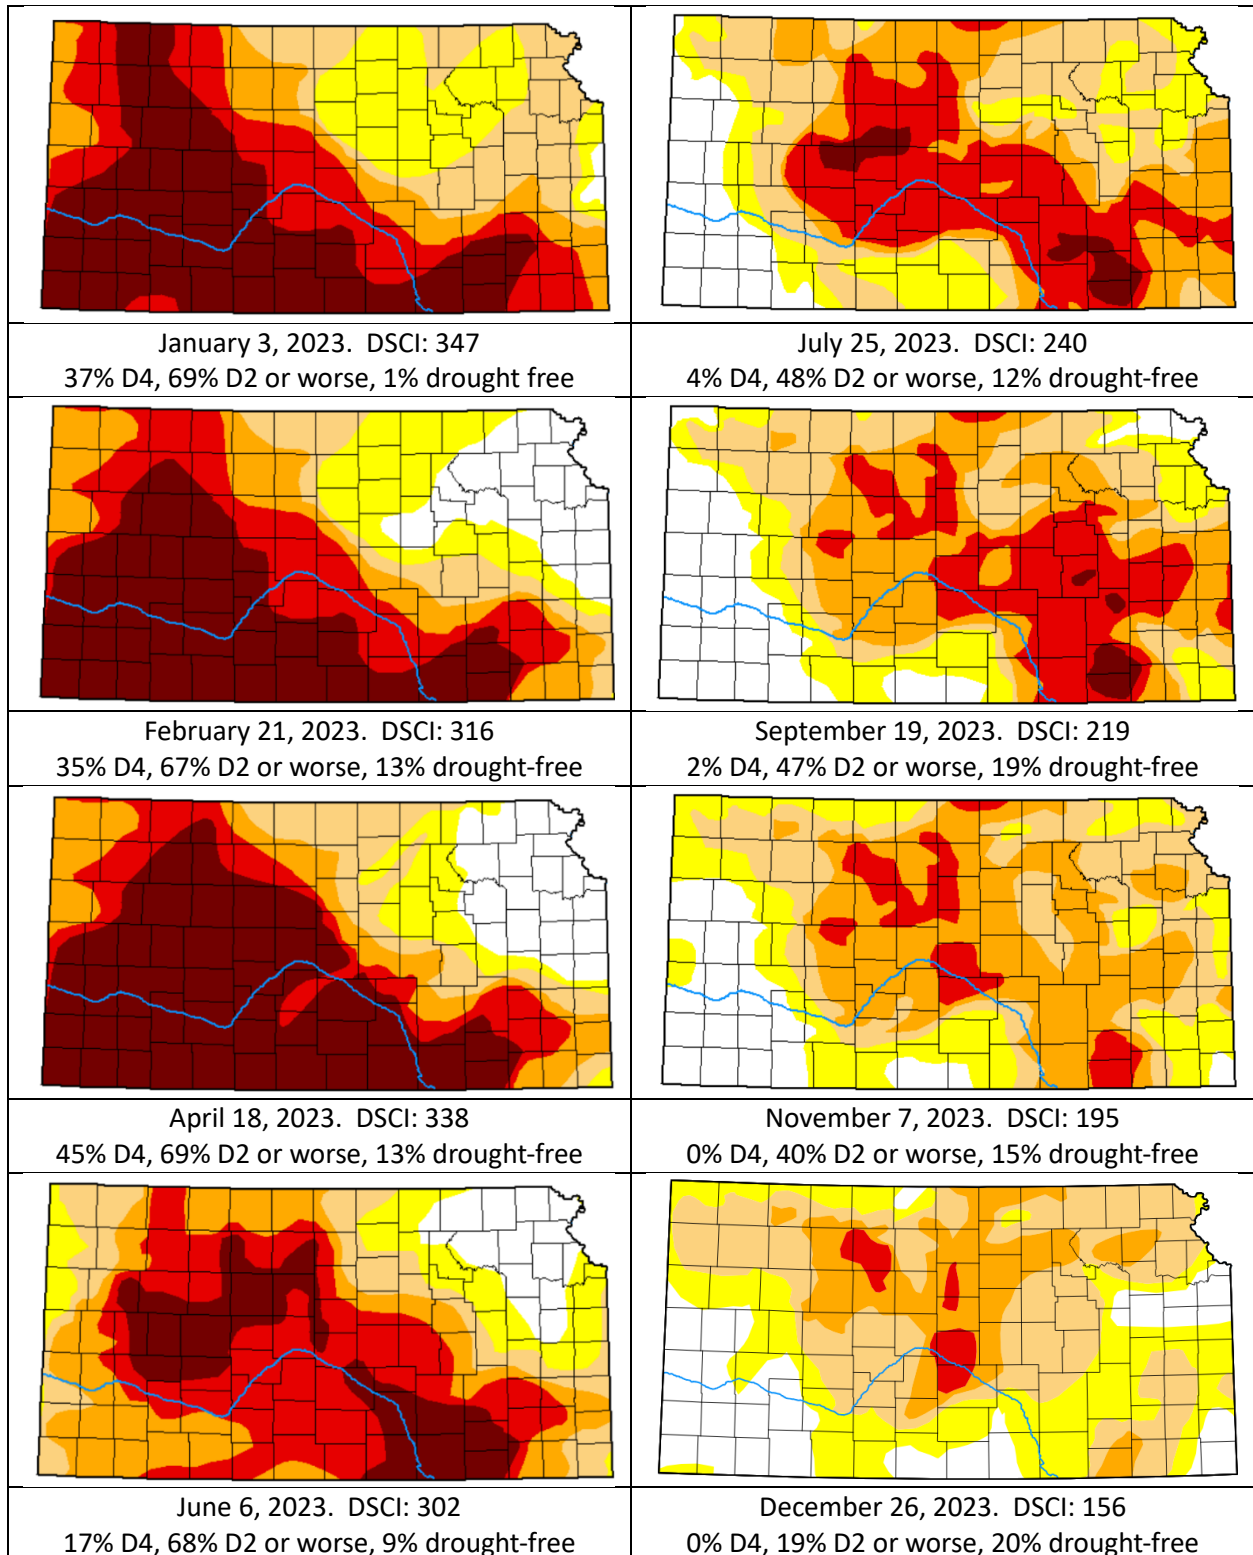 January 3, 2023.  DSCI: 347
37% D4, 69% D2 or worse, 1% drought free
July 25, 2023.  DSCI: 240
4% D4, 48% D2 or worse, 12% drought-free
February 21, 2023.  DSCI: 316
35% D4, 67% D2 or worse, 13% drought-free
September 19, 2023.  DSCI: 219
2% D4, 47% D2 or worse, 19% drought-free
April 18, 2023.  DSCI: 338
45% D4, 69% D2 or worse, 13% drought-free
November 7, 2023.  DSCI: 195
0% D4, 40% D2 or worse, 15% drought-free
June 6, 2023.  DSCI: 302
17% D4, 68% D2 or worse, 9% drought-free
December 26, 2023.  DSCI: 156
0% D4, 19% D2 or worse, 20% drought-free